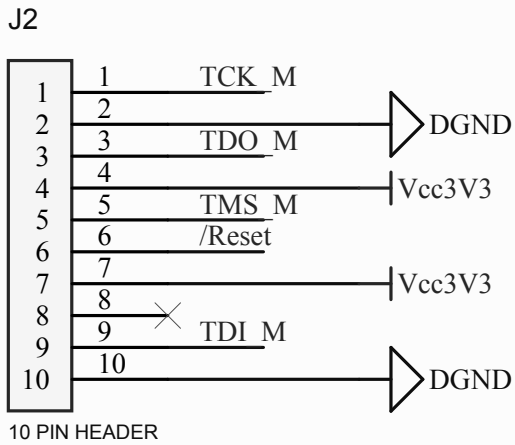 J2
1 1 TCK_M
2 2 DGND
3 3 TDO_M
4 4 Vcc3V3
5 5 TMS_M
6 6 /Reset
7 7 Vcc3V3
8 8
9 9 TDI_M
10 10 DGND
10 PIN HEADER